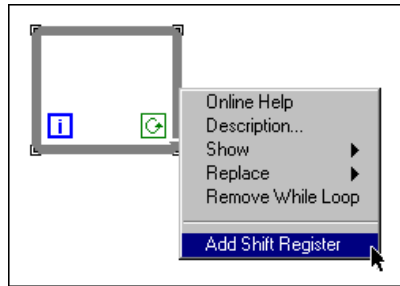 i
Online Help
Description...
Show
Replace
Remove While Loop
Add Shift Register